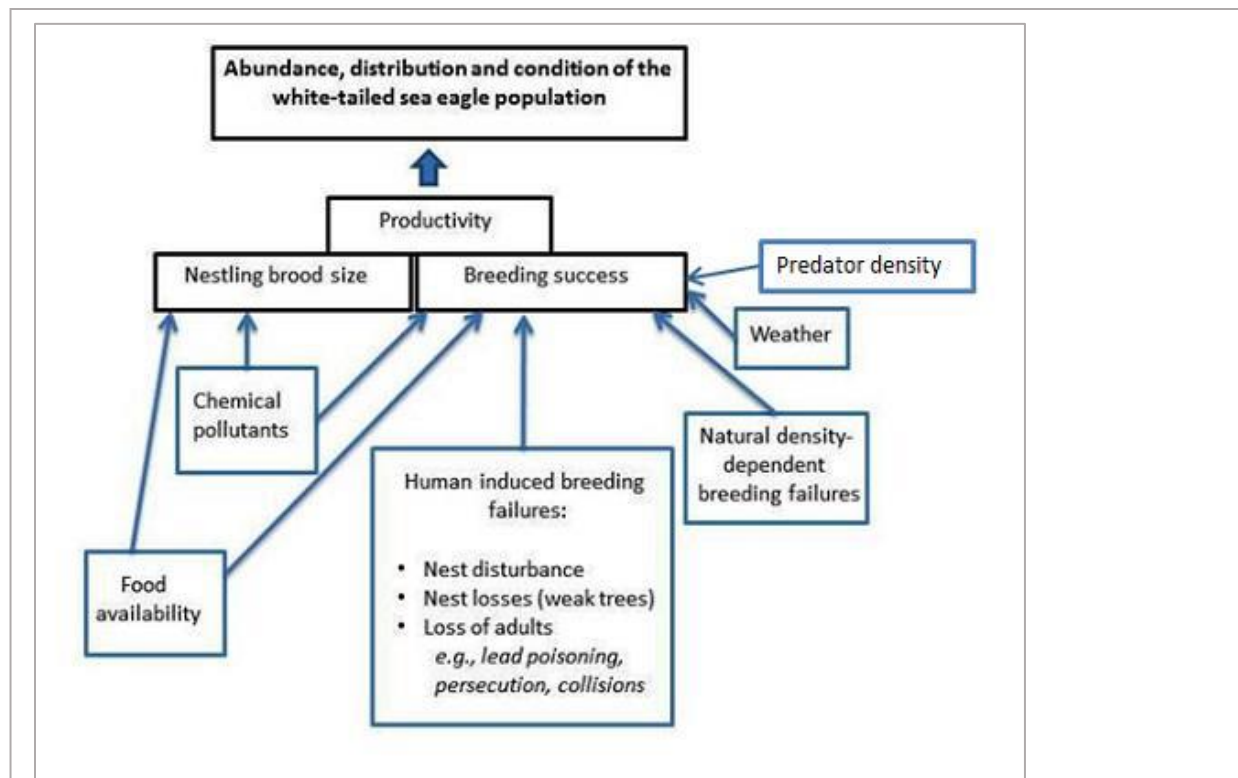 Abundance, distribution and condition of the
white-tailed sea eagle population
Productivity
Nestling brood size
Breeding success
Predator density
Weather
Chemical
pollutants
Natural density-
dependent
breeding failures
Human induced breeding
failures:
• Nest disturbance
• Nest losses (weak trees)
• Loss of adults
e.g., lead poisoning,
persecution, collisions
Food
availability